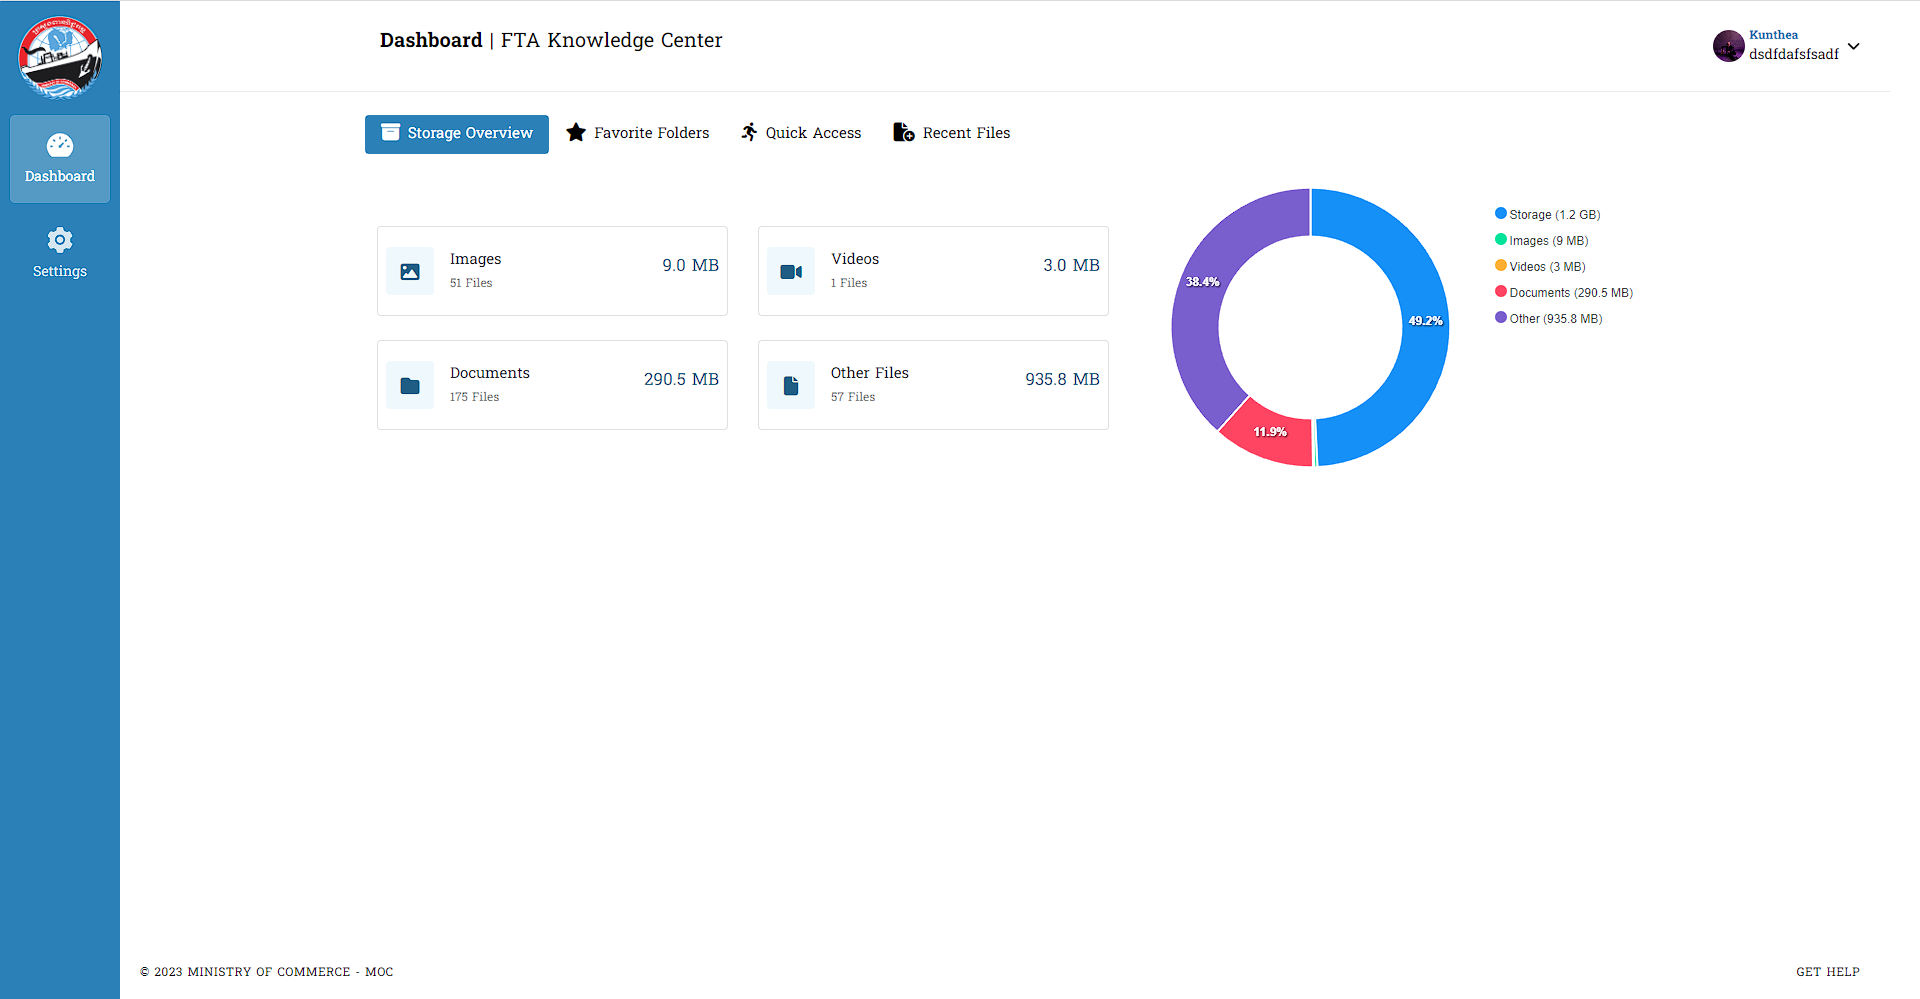 Dashboard | FTA Knowledge Center
Kunthea
dsdfdafsfsadf
Dashboard
Settings
Storage Overview
Favorite Folders
Quick Access
Recent Files
Images
51 Files
9.0 MB
Videos
1 Files
3.0 MB
Documents
175 Files
290.5 MB
Other Files
57 Files
935.8 MB
38.4%
49.2%
11.9%
Storage (1.2 GB)
Images (9 MB)
Videos (3 MB)
Documents (290.5 MB)
Other (935.8 MB)
© 2023 MINISTRY OF COMMERCE - MOC
GET HELP